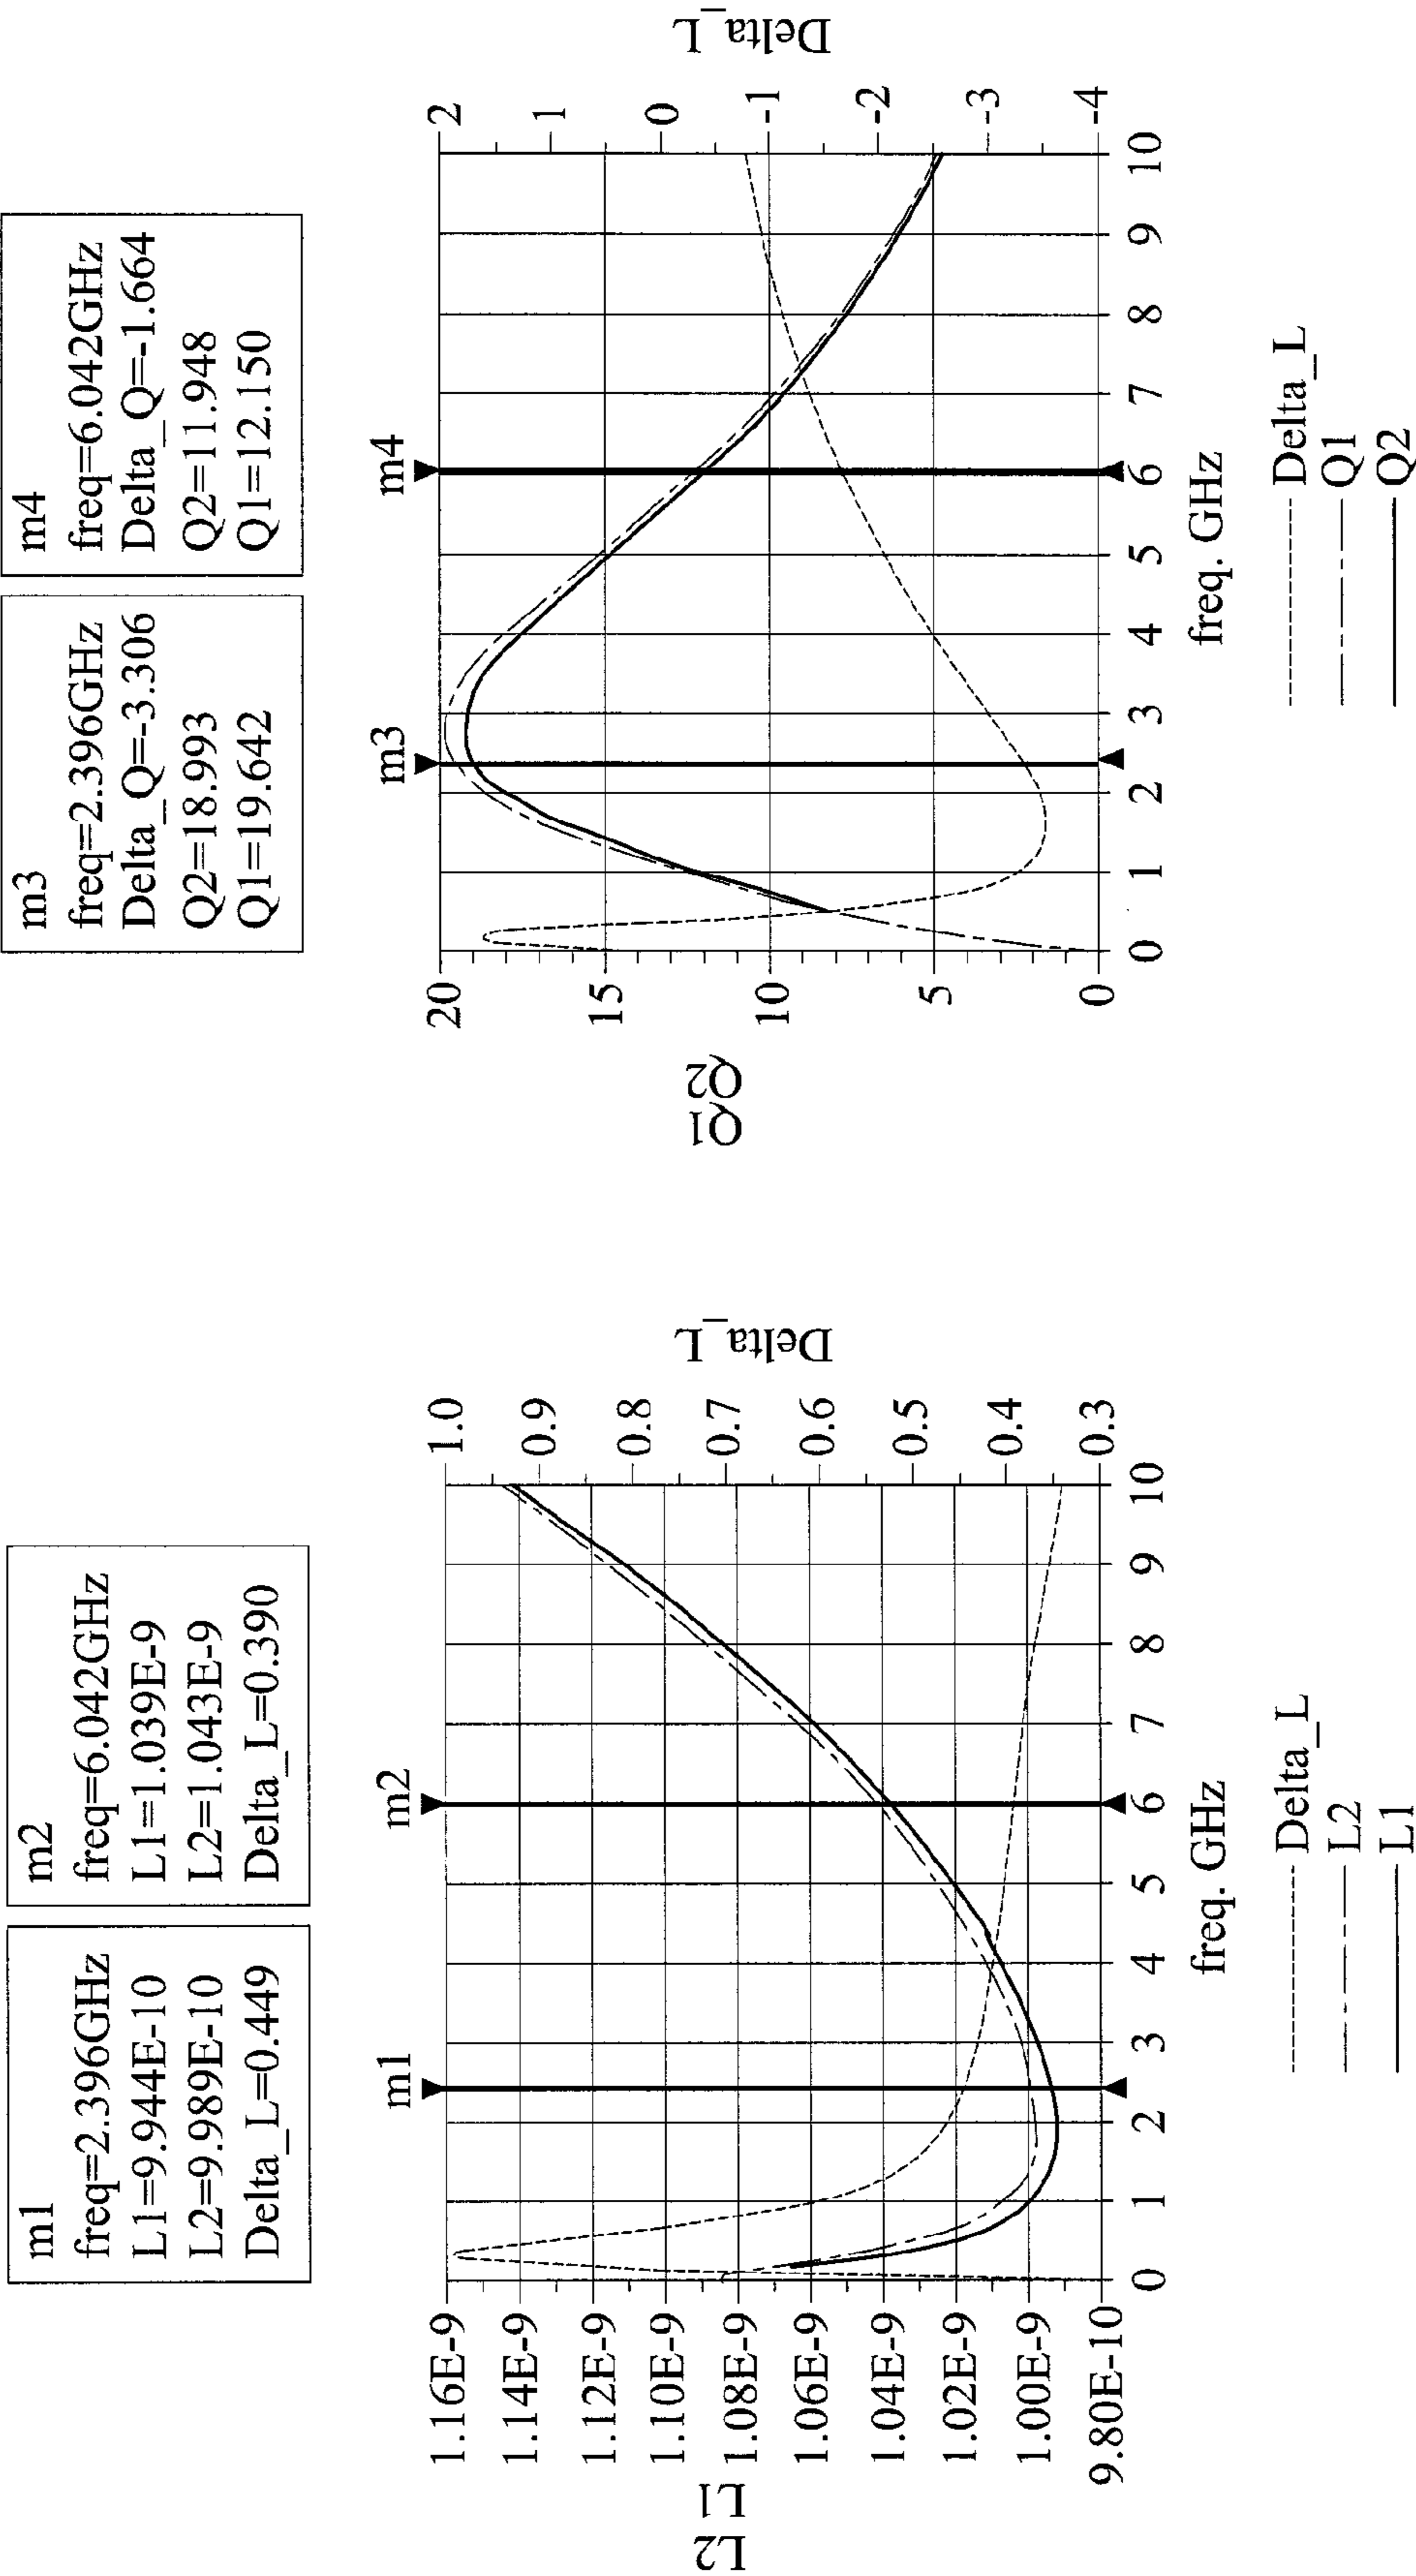 m1
freq=2.396GHz
L1=9.944E-10
L2=9.989E-10
Delta_L=0.449
m2
freq=6.042GHz
L1=1.039E-9
L2=1.043E-9
Delta_L=0.390
m1
m2
L2
L1
1.16E-9
1.14E-9
1.12E-9
1.10E-9
1.08E-9
1.06E-9
1.04E-9
1.02E-9
1.00E-9
9.80E-10
1.0
0.9
0.8
0.7
0.6
0.5
0.4
0.3
Delta_L
0 1 2 3 4 5 6 7 8 9 10
freq. GHz
Delta_L
L2
L1
m3
freq=2.396GHz
Delta_Q=-3.306
Q2=18.993
Q1=19.642
m4
freq=6.042GHz
Delta_Q=-1.664
Q2=11.948
Q1=12.150
m3
m4
Q1
Q2
20
15
10
5
0
2
1
0
-1
-2
-3
-4
Delta_L
0 1 2 3 4 5 6 7 8 9 10
freq. GHz
Delta_L
Q1
Q2